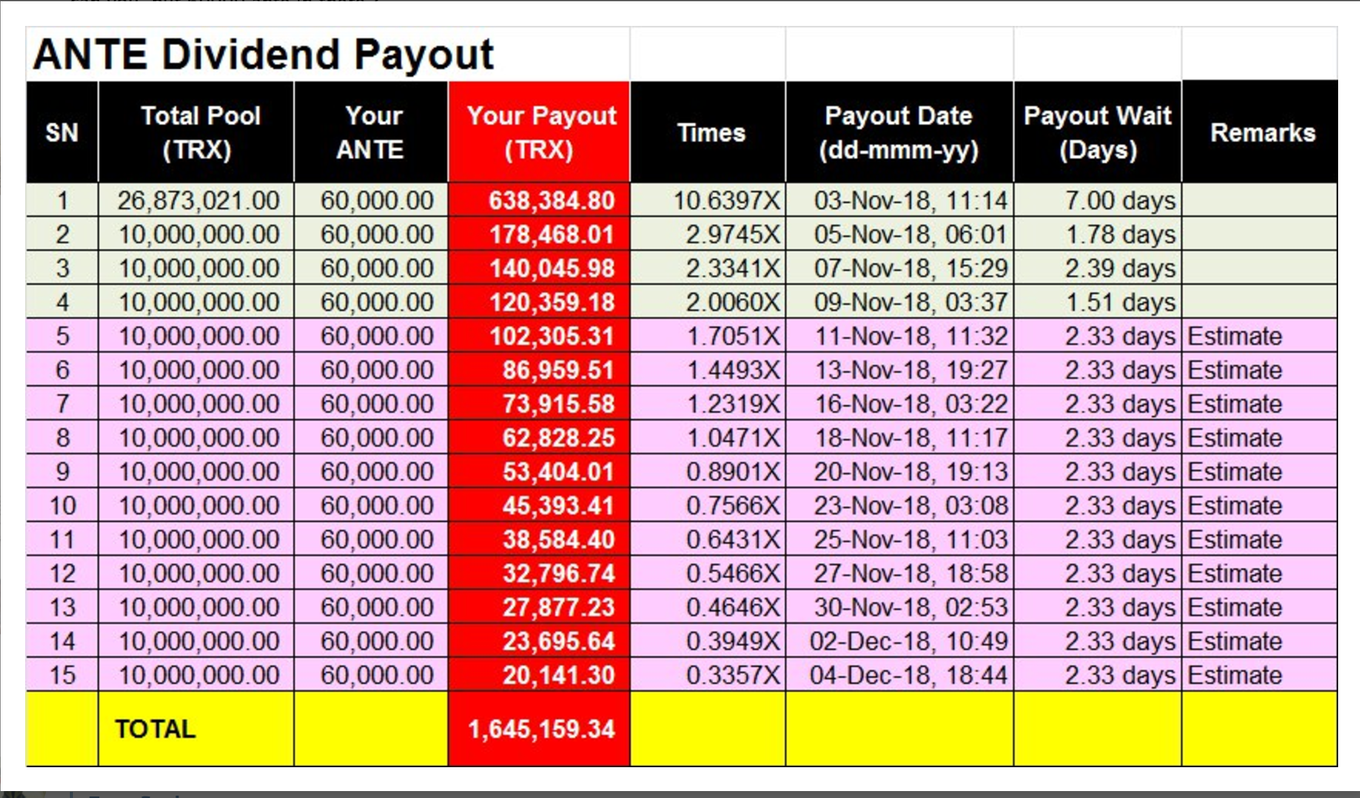 ANTE Dividend Payout
SN Total Pool (TRX) Your ANTE Your Payout (TRX) Times Payout Date (dd-mmm-yy) Payout Wait (Days) Remarks
1 26,873,021.00 60,000.00 638,384.80 10.6397X 03-Nov-18, 11:14 7.00 days
2 10,000,000.00 60,000.00 178,468.01 2.9745X 05-Nov-18, 06:01 1.78 days
3 10,000,000.00 60,000.00 140,045.98 2.3341X 07-Nov-18, 15:29 2.39 days
4 10,000,000.00 60,000.00 120,359.18 2.0060X 09-Nov-18, 03:37 1.51 days
5 10,000,000.00 60,000.00 102,305.31 1.7051X 11-Nov-18, 11:32 2.33 days Estimate
6 10,000,000.00 60,000.00 86,959.51 1.4493X 13-Nov-18, 19:27 2.33 days Estimate
7 10,000,000.00 60,000.00 73,915.58 1.2319X 16-Nov-18, 03:22 2.33 days Estimate
8 10,000,000.00 60,000.00 62,828.25 1.0471X 18-Nov-18, 11:17 2.33 days Estimate
9 10,000,000.00 60,000.00 53,404.01 0.8901X 20-Nov-18, 19:13 2.33 days Estimate
10 10,000,000.00 60,000.00 45,393.41 0.7566X 23-Nov-18, 03:08 2.33 days Estimate
11 10,000,000.00 60,000.00 38,584.40 0.6431X 25-Nov-18, 11:03 2.33 days Estimate
12 10,000,000.00 60,000.00 32,796.74 0.5466X 27-Nov-18, 18:58 2.33 days Estimate
13 10,000,000.00 60,000.00 27,877.23 0.4646X 30-Nov-18, 02:53 2.33 days Estimate
14 10,000,000.00 60,000.00 23,695.64 0.3949X 02-Dec-18, 10:49 2.33 days Estimate
15 10,000,000.00 60,000.00 20,141.30 0.3357X 04-Dec-18, 18:44 2.33 days Estimate
TOTAL 1,645,159.34